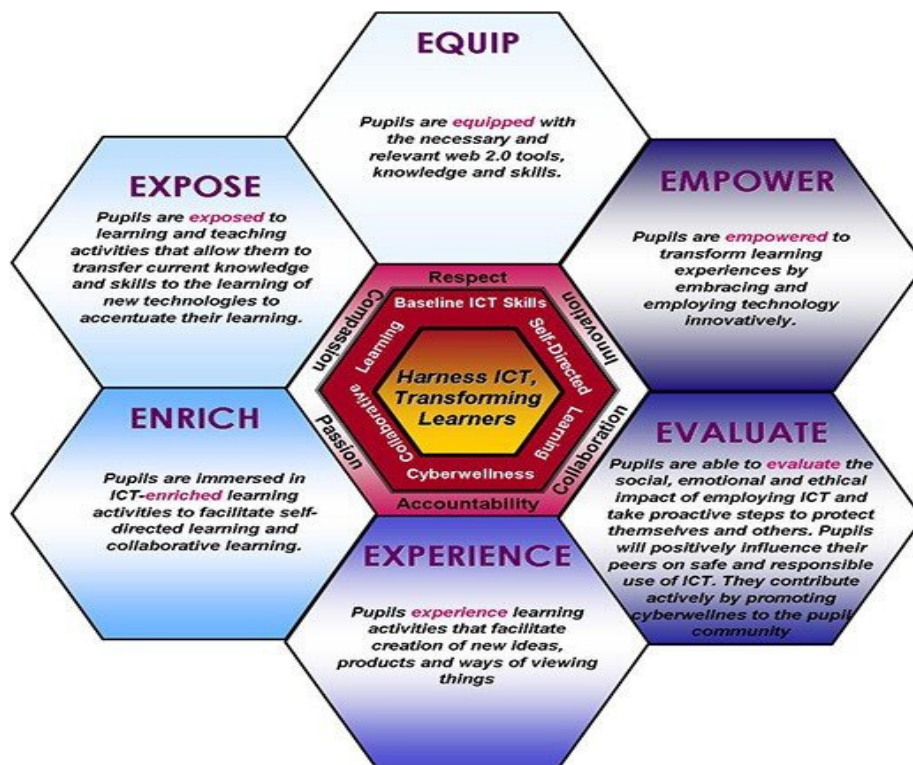 EQUIP
Pupils are equipped with
the necessary and
relevant web 2.0 tools,
knowledge and skills.
EXPOSE
Pupils are exposed to
learning and teaching
activities that allow them to
transfer current knowledge
and skills to the learning of
new technologies to
accentuate their learning.
EMPOWER
Pupils are empowered to
transform learning
experiences by
embracing and
employing technology
innovatively.
Respect
Compassion
Innovation
Baseline ICT Skills
Collaborative Learning
Self-Directed Learning
Harness ICT,
Transforming
Learners
Cyberwellness
Passion
Collaboration
Accountability
ENRICH
Pupils are immersed in
ICT-enriched learning
activities to facilitate self-
directed learning and
collaborative learning.
EVALUATE
Pupils are able to evaluate the
social, emotional and ethical
impact of employing ICT and
take proactive steps to protect
themselves and others. Pupils
will positively influence their
peers on safe and responsible
use of ICT. They contribute
actively by promoting
cyberwellnes to the pupil
community
EXPERIENCE
Pupils experience learning
activities that facilitate
creation of new ideas,
products and ways of viewing
things